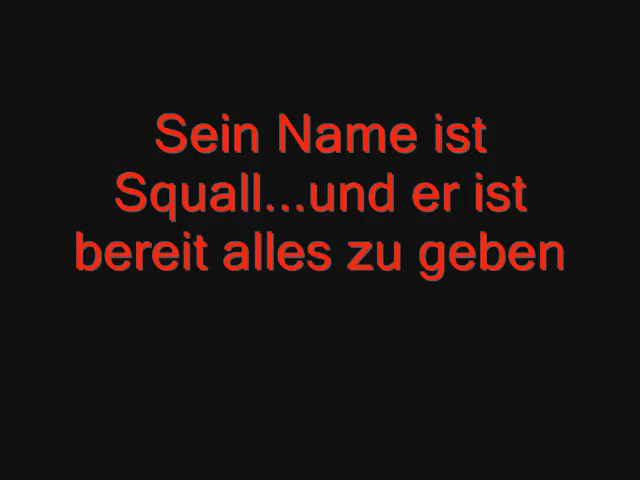 Sein Name ist
Squall...und er ist
bereit alles zu geben